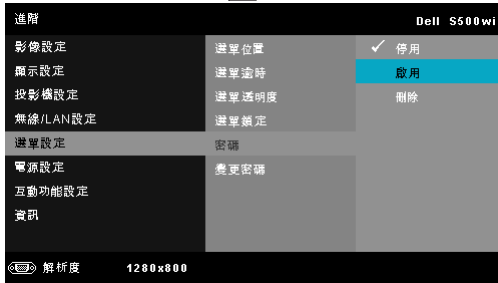 進階
Dell S500wi
影像設定
顯示設定
投影機設定
無線/LAN設定
選單設定
電源設定
互動功能設定
資訊
選單位置
選單逾時
選單透明度
選單鎖定
密碼
變更密碼
停用
啟用
刪除
解析度 1280x800